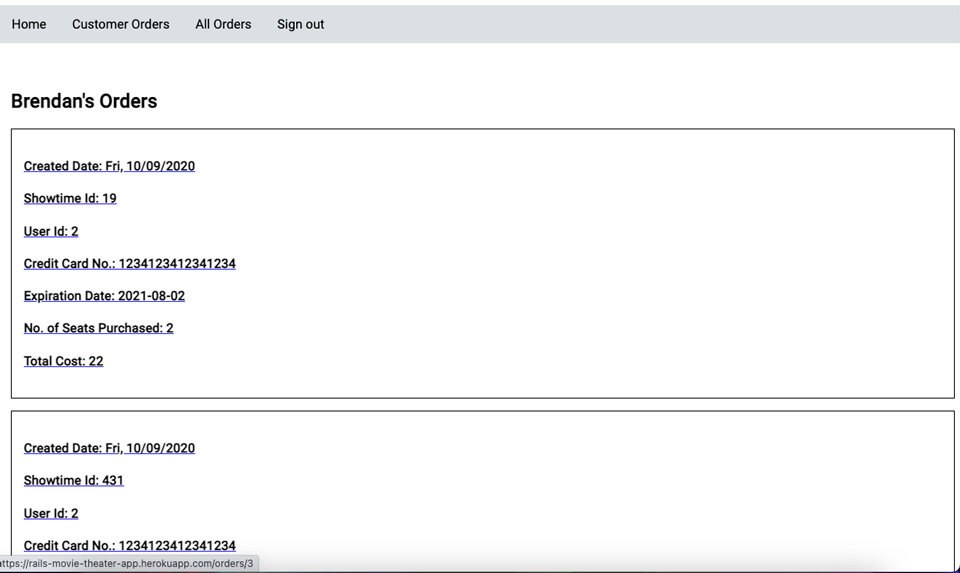 Home Customer Orders All Orders Sign out
Brendan's Orders
Created Date: Fri, 10/09/2020
Showtime Id: 19
User Id: 2
Credit Card No.: 1234123412341234
Expiration Date: 2021-08-02
No. of Seats Purchased: 2
Total Cost: 22
Created Date: Fri, 10/09/2020
Showtime Id: 431
User Id: 2
Credit Card No.: 1234123412341234
ttps://rails-movie-theater-app.herokuapp.com/orders/3